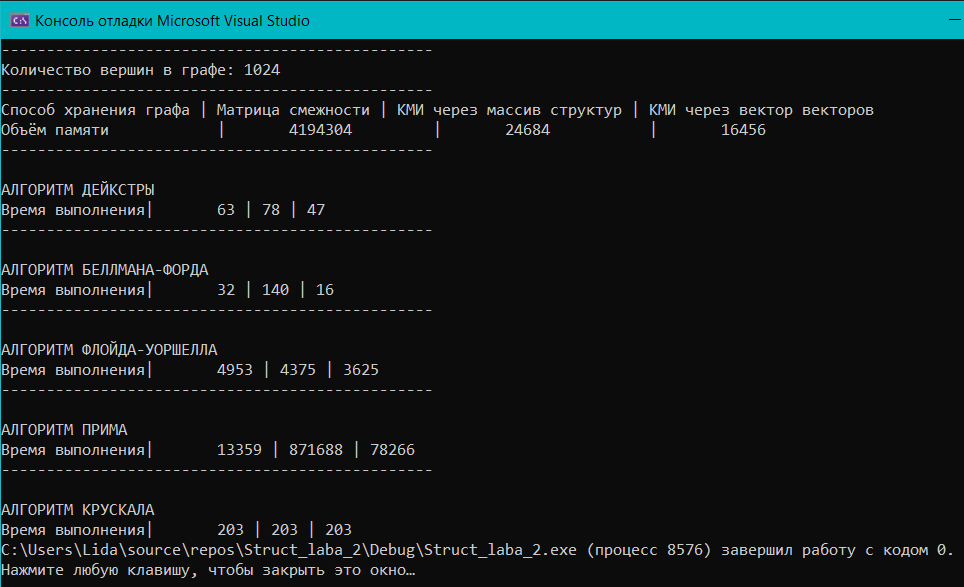 Консоль отладки Microsoft Visual Studio
------------------------------------------------
Количество вершин в графе: 1024
------------------------------------------------
Способ хранения графа | Матрица смежности | КМИ через массив структур | КМИ через вектор векторов
Объём памяти | 4194304 | 24684 | 16456
------------------------------------------------
АЛГОРИТМ ДЕЙКСТРЫ
Время выполнения| 63 | 78 | 47
------------------------------------------------
АЛГОРИТМ БЕЛЛМАНА-ФОРДА
Время выполнения| 32 | 140 | 16
------------------------------------------------
АЛГОРИТМ ФЛОЙДА-УОРШЕЛЛА
Время выполнения| 4953 | 4375 | 3625
------------------------------------------------
АЛГОРИТМ ПРИМА
Время выполнения| 13359 | 871688 | 78266
------------------------------------------------
АЛГОРИТМ КРУСКАЛА
Время выполнения| 203 | 203 | 203
C:\Users\Lida\source\repos\Struct_laba_2\Debug\Struct_laba_2.exe (процесс 8576) завершил работу с кодом 0.
Нажмите любую клавишу, чтобы закрыть это окно…